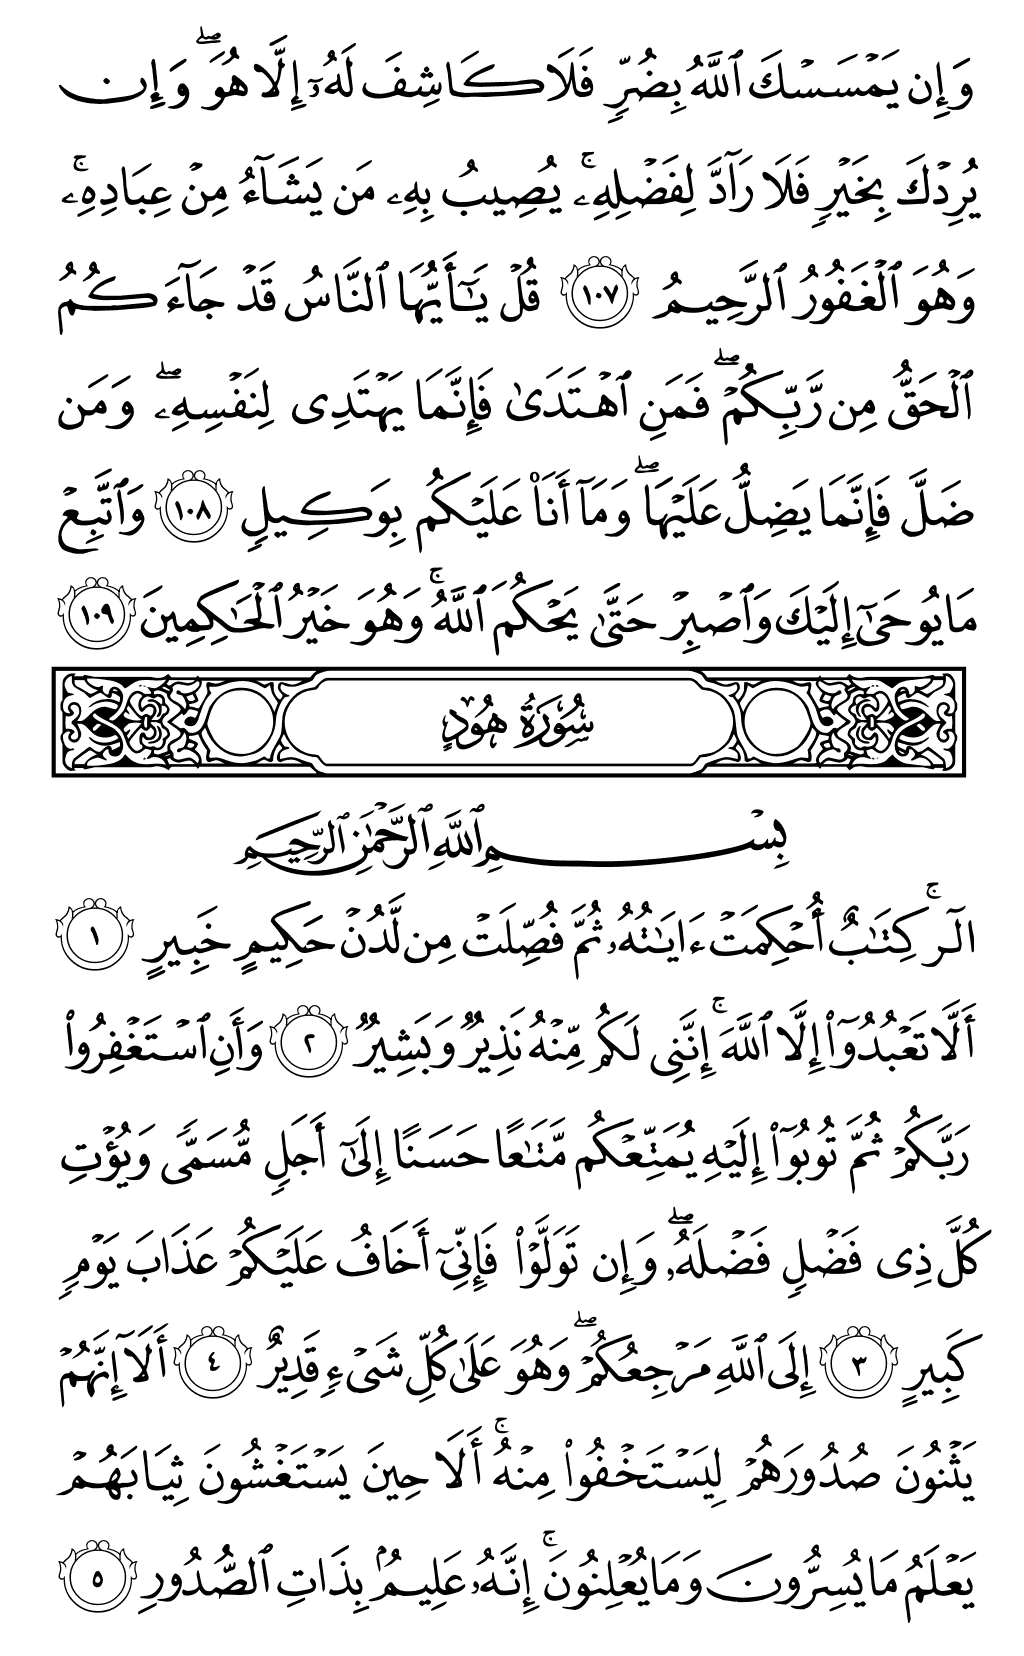 وَإِن يَمْسَسْكَ ٱللَّهُ بِضُرٍّ فَلَا كَاشِفَ لَهُۥٓ إِلَّا هُوَ ۖ وَإِن
يُرِدْكَ بِخَيْرٍ فَلَا رَآدَّ لِفَضْلِهِۦ ۚ يُصِيبُ بِهِۦ مَن يَشَآءُ مِنْ عِبَادِهِۦ ۚ
وَهُوَ ٱلْغَفُورُ ٱلرَّحِيمُ ١٠٧ قُلْ يَـٰٓأَيُّهَا ٱلنَّاسُ قَدْ جَآءَكُمُ
ٱلْحَقُّ مِن رَّبِّكُمْ ۖ فَمَنِ ٱهْتَدَىٰ فَإِنَّمَا يَهْتَدِى لِنَفْسِهِۦ ۖ وَمَن
ضَلَّ فَإِنَّمَا يَضِلُّ عَلَيْهَا ۖ وَمَآ أَنَا۠ عَلَيْكُم بِوَكِيلٍ ١٠٨ وَٱتَّبِعْ
مَا يُوحَىٰٓ إِلَيْكَ وَٱصْبِرْ حَتَّىٰ يَحْكُمَ ٱللَّهُ ۚ وَهُوَ خَيْرُ ٱلْحَـٰكِمِينَ ١٠٩
سُورَةُ هُودٍ
بِسْمِ ٱللَّهِ ٱلرَّحْمَـٰنِ ٱلرَّحِيمِ
الٓر ۚ كِتَـٰبٌ أُحْكِمَتْ ءَايَـٰتُهُۥ ثُمَّ فُصِّلَتْ مِن لَّدُنْ حَكِيمٍ خَبِيرٍ ١
أَلَّا تَعْبُدُوٓا۟ إِلَّا ٱللَّهَ ۚ إِنَّنِى لَكُم مِّنْهُ نَذِيرٌ وَبَشِيرٌ ٢ وَأَنِ ٱسْتَغْفِرُوا۟
رَبَّكُمْ ثُمَّ تُوبُوٓا۟ إِلَيْهِ يُمَتِّعْكُم مَّتَـٰعًا حَسَنًا إِلَىٰٓ أَجَلٍ مُّسَمًّى وَيُؤْتِ
كُلَّ ذِى فَضْلٍ فَضْلَهُۥ ۖ وَإِن تَوَلَّوْا۟ فَإِنِّىٓ أَخَافُ عَلَيْكُمْ عَذَابَ يَوْمٍ
كَبِيرٍ ٣ إِلَى ٱللَّهِ مَرْجِعُكُمْ ۖ وَهُوَ عَلَىٰ كُلِّ شَىْءٍ قَدِيرٌ ٤ أَلَآ إِنَّهُمْ
يَثْنُونَ صُدُورَهُمْ لِيَسْتَخْفُوا۟ مِنْهُ ۚ أَلَا حِينَ يَسْتَغْشُونَ ثِيَابَهُمْ
يَعْلَمُ مَا يُسِرُّونَ وَمَا يُعْلِنُونَ ۚ إِنَّهُۥ عَلِيمٌۢ بِذَاتِ ٱلصُّدُورِ ٥